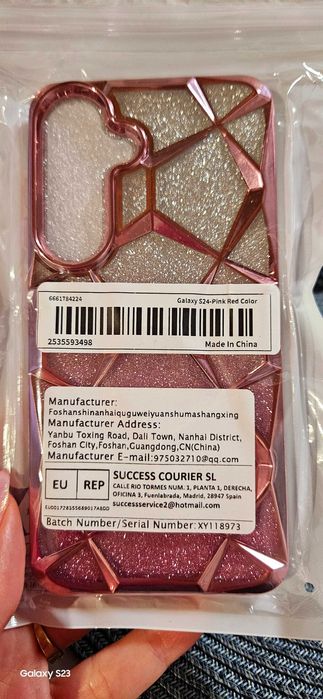 6661784224
Galaxy S24-Pink Red Color
2535593498
Made In China
Manufacturer:
Foshanshinanhaiquguweiyuanshumashangxing
Manufacturer Address:
Yanbu Toxing Road, Dali Town, Nanhai District,
Foshan City,Foshan,Guangdong,CN(China)
Manufacturer E-mail:975032710@qq.com
EU REP
SUCCESS COURIER SL
CALLE RIO TORMES NUM. 1, PLANTA 1, DERECHA,
OFICINA 3, Fuenlabrada, Madrid, 28947 Spain
successservice2@hotmail.com
Batch Number/Serial Number:XY118973
Galaxy S23